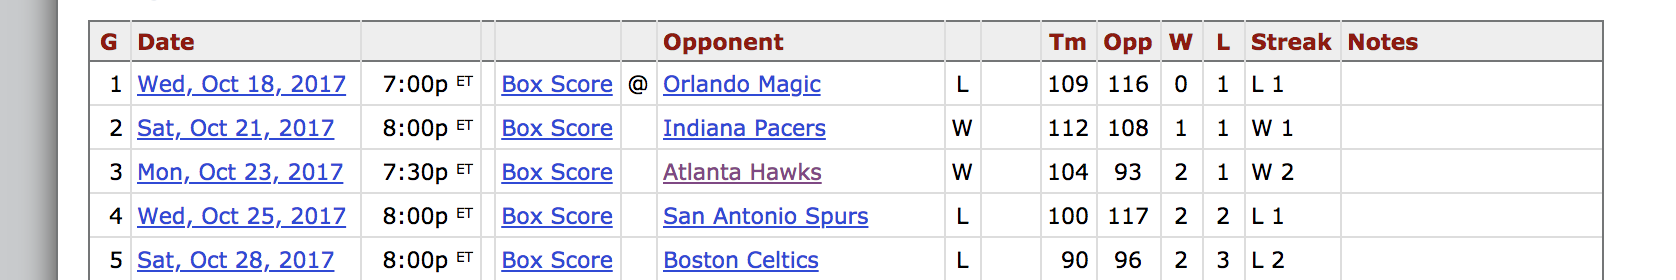 G Date Opponent Tm Opp W L Streak Notes
1 Wed, Oct 18, 2017 7:00p ET Box Score @ Orlando Magic L 109 116 0 1 L 1
2 Sat, Oct 21, 2017 8:00p ET Box Score Indiana Pacers W 112 108 1 1 W 1
3 Mon, Oct 23, 2017 7:30p ET Box Score Atlanta Hawks W 104 93 2 1 W 2
4 Wed, Oct 25, 2017 8:00p ET Box Score San Antonio Spurs L 100 117 2 2 L 1
5 Sat, Oct 28, 2017 8:00p ET Box Score Boston Celtics L 90 96 2 3 L 2